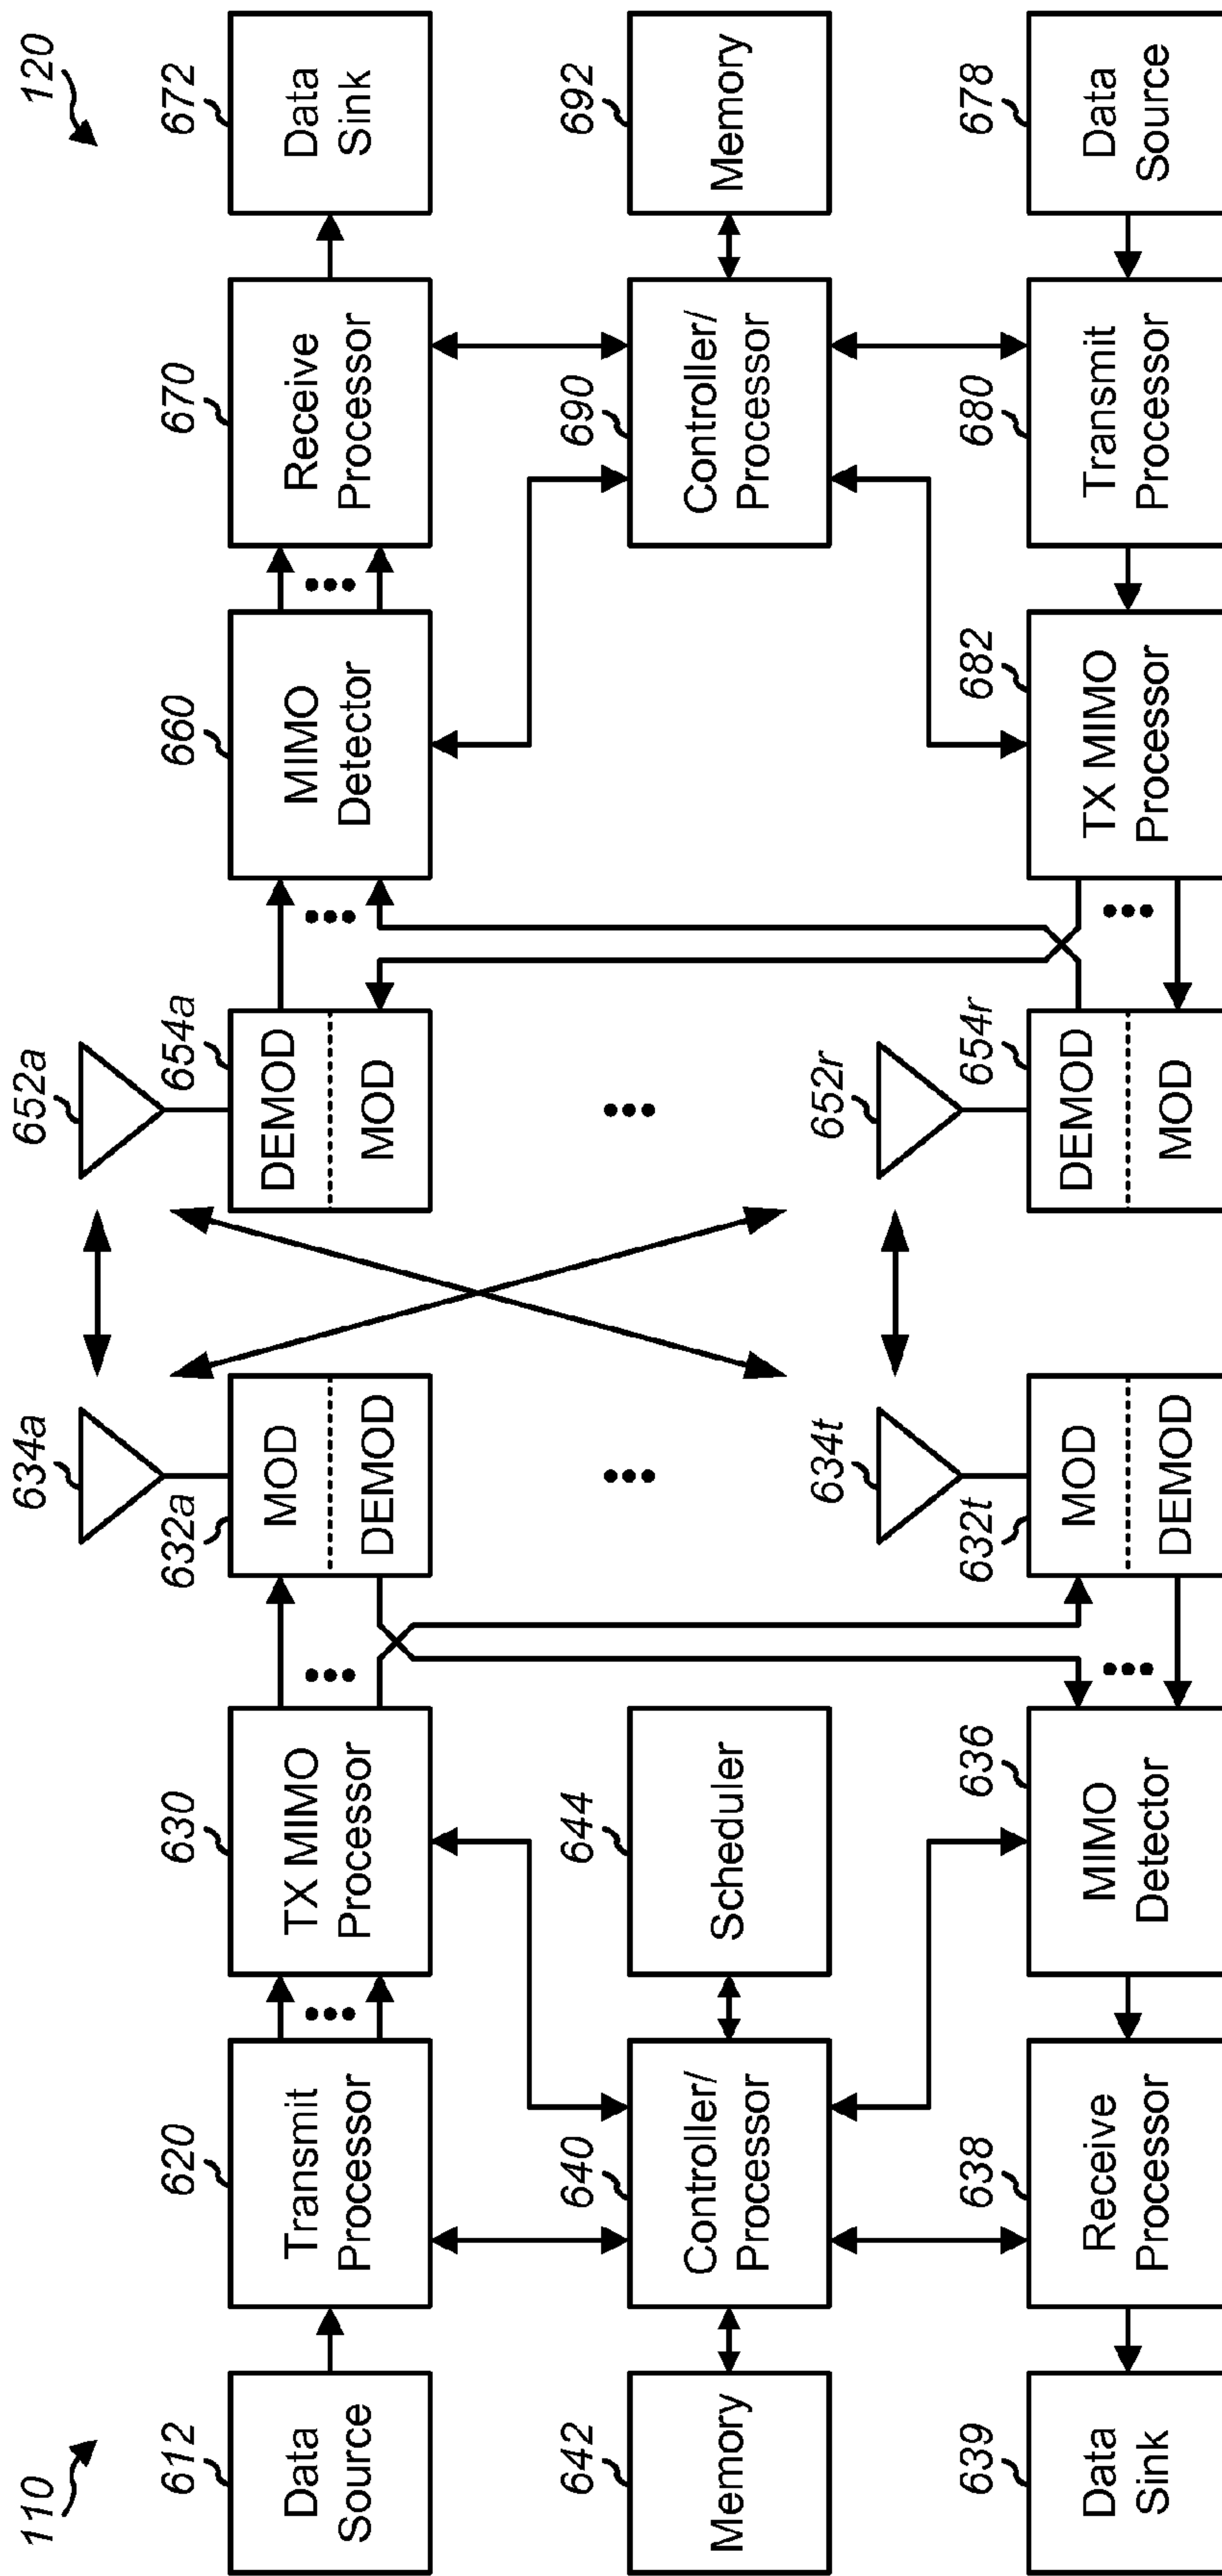 110
120
612
Data
Source
620
Transmit
Processor
630
TX MIMO
Processor
632a
MOD
DEMOD
634a
652a
654a
DEMOD
MOD
660
MIMO
Detector
670
Receive
Processor
672
Data
Sink
642
Memory
640
Controller/
Processor
644
Scheduler
690
Controller/
Processor
692
Memory
639
Data
Sink
638
Receive
Processor
636
MIMO
Detector
632t
MOD
DEMOD
634t
652r
654r
DEMOD
MOD
682
TX MIMO
Processor
680
Transmit
Processor
678
Data
Source